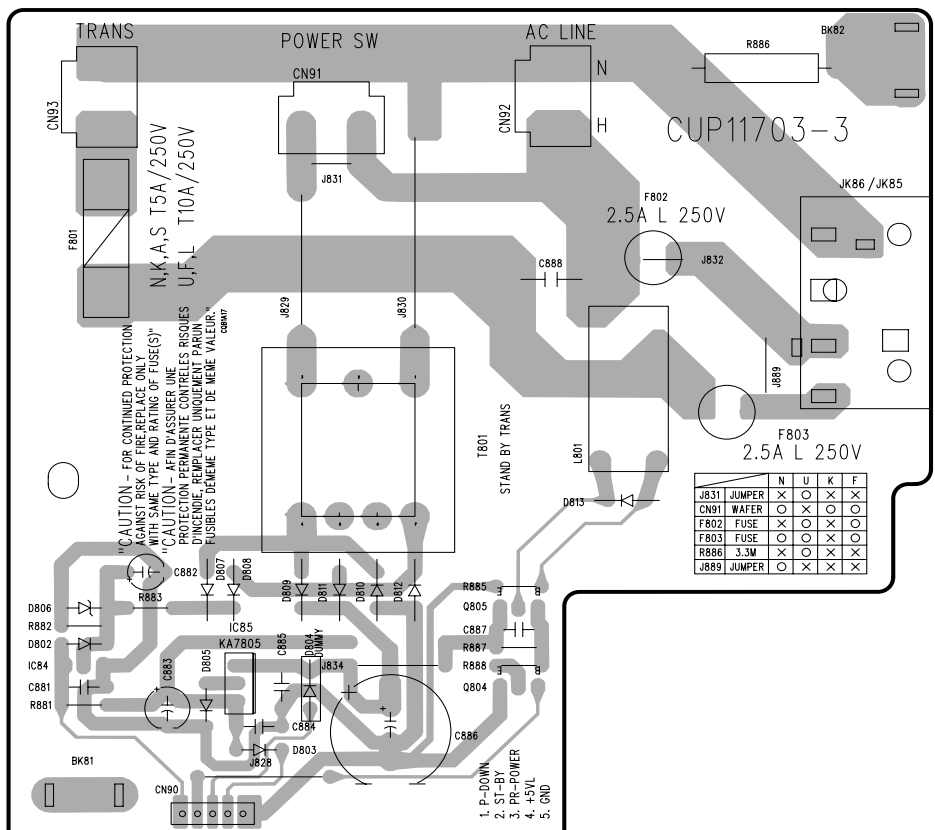 TRANS
POWER SW
AC LINE
BK82
R886
CN91
N
CN93
CN92
H
CUP11703-3
N,K,A,S T5A/250V
U,F,L T10A/250V
J831
JK86/JK85
F802
2.5A L 250V
F801
J832
C888
J829
J830
"CAUTION- FOR CONTINUED PROTECTION
AGAINST RISK OF FIRE,REPLACE ONLY
WITH SAME TYPE AND RATING OF FUSE(S)"
"CAUTION- AFIN D'ASSURER UNE
PROTECTION PERMANENTE CONTRELES RISQUES
D'INCENDIE, REMPLACER UNIQUEMENT PARUN
FUSIBLES DEMEME TYPE ET DE MEME VALEUR."
J889
T801
STAND BY TRANS
L801
F803
2.5A L 250V
D813
N U K F
J831 JUMPER X O X X
CN91 WAFER O X O O
F802 FUSE X O X O
F803 FUSE O O X O
R886 3.3M X O X X
J889 JUMPER O X X X
C882
D807
D808
D809
D811
D810
D812
R885
R883
D806
Q805
R882
IC85
C887
D802
KA7805
C885
D804
DUMMY
R887
IC84
C883
D805
J834
R888
C881
Q804
R881
C884
C886
D803
J828
BK81
CN90
1. P-DOWN
2. ST-BY
3. PR-POWER
4. +5VL
5. GND